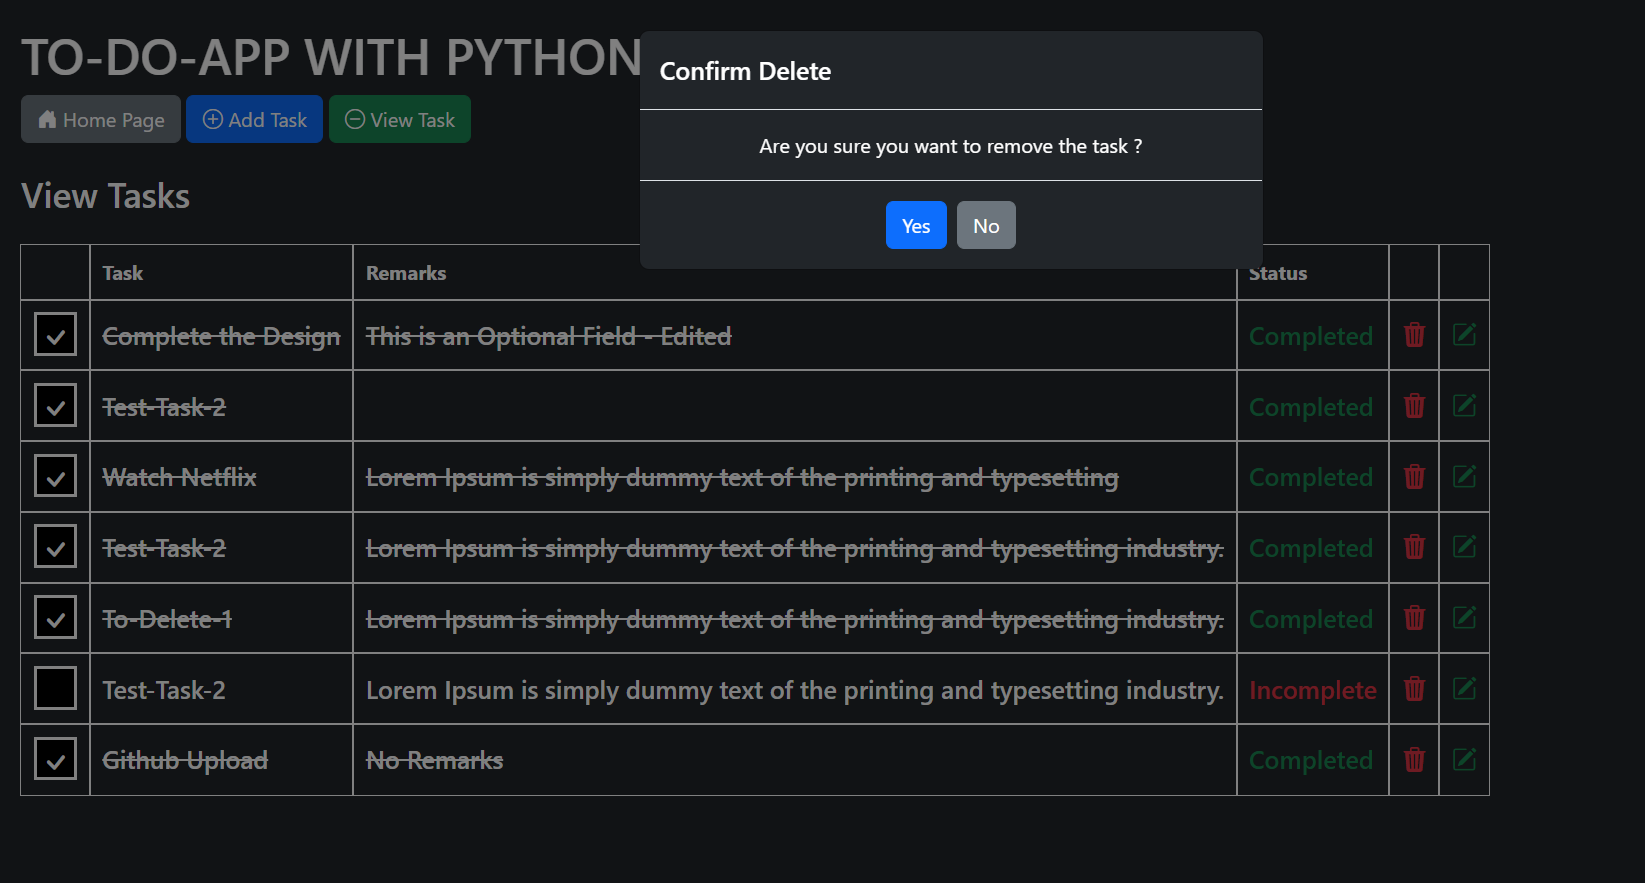 TO-DO-APP WITH PYTHON
Confirm Delete
Are you sure you want to remove the task ?
Yes No
Home Page Add Task View Task
View Tasks
Task Remarks Status
Complete the Design This is an Optional Field - Edited Completed
Test-Task-2 Completed
Watch Netflix Lorem Ipsum is simply dummy text of the printing and typesetting Completed
Test-Task-2 Lorem Ipsum is simply dummy text of the printing and typesetting industry. Completed
To-Delete-1 Lorem Ipsum is simply dummy text of the printing and typesetting industry. Completed
Test-Task-2 Lorem Ipsum is simply dummy text of the printing and typesetting industry. Incomplete
Github Upload No Remarks Completed